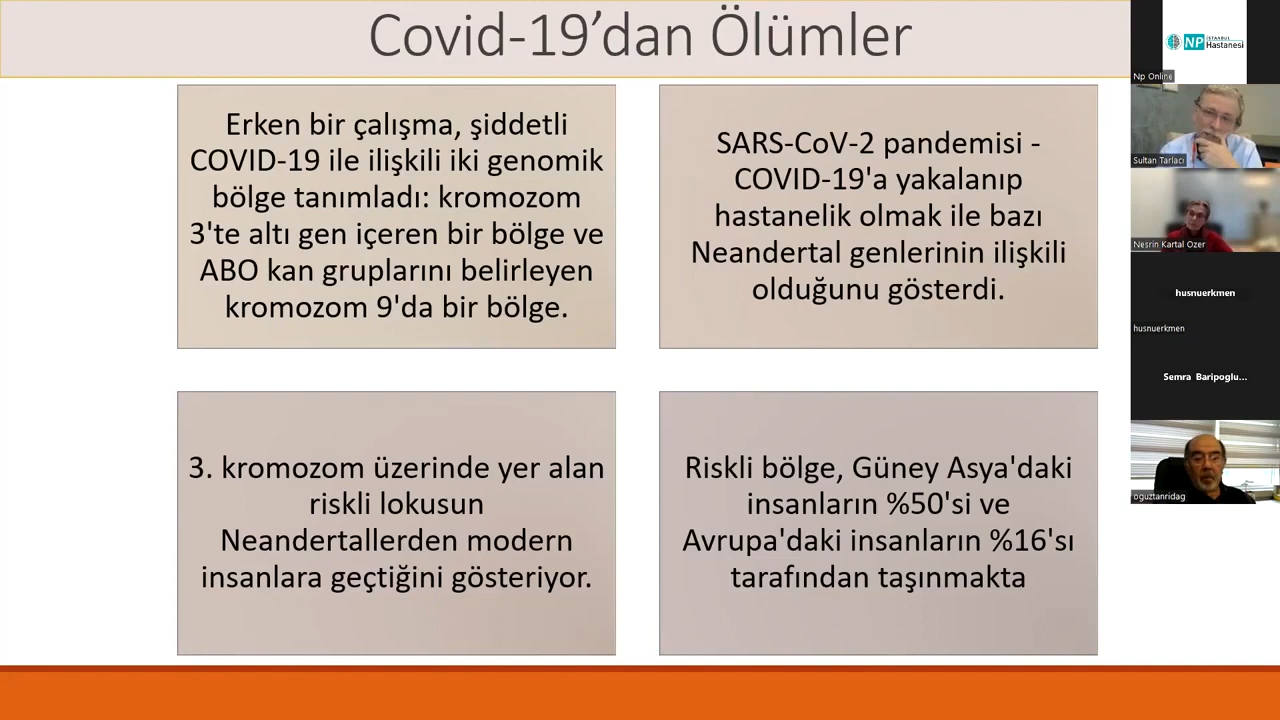 Covid-19’dan Ölümler
Erken bir çalışma, şiddetli
COVID-19 ile ilişkili iki genomik
bölge tanımladı: kromozom
3'te altı gen içeren bir bölge ve
ABO kan gruplarını belirleyen
kromozom 9'da bir bölge.
SARS-CoV-2 pandemisi -
COVID-19'a yakalanıp
hastanelik olmak ile bazı
Neandertal genlerinin ilişkili
olduğunu gösterdi.
3. kromozom üzerinde yer alan
riskli lokusun
Neandertallerden modern
insanlara geçtiğini gösteriyor.
Riskli bölge, Güney Asya'daki
insanların %50'si ve
Avrupa'daki insanların %16'sı
tarafından taşınmakta
NP İSTANBUL
Hastanesi
Np Online
Sultan Tarlacı
Nesrin Kartal Ozer
husnuerkmen
husnuerkmen
Semra Baripoglu...
oguztanridag